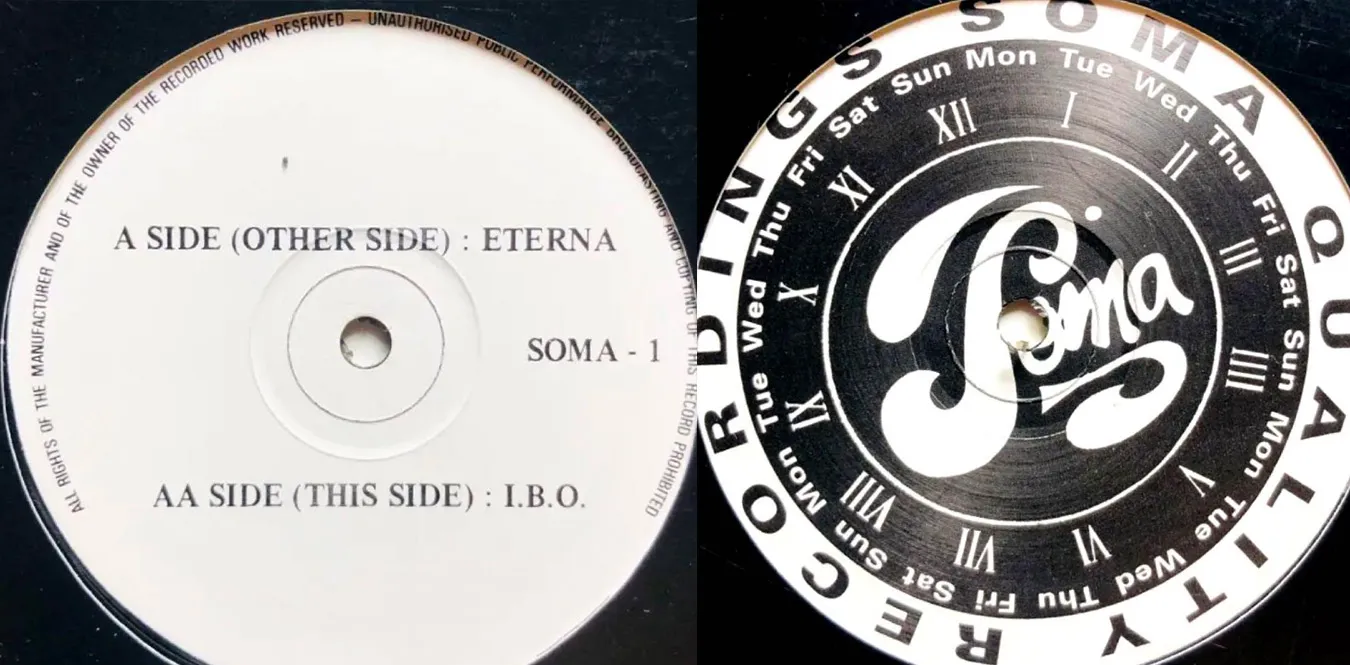 ALL RIGHTS OF THE MANUFACTURER AND OF THE OWNER OF THE RECORDED WORK RESERVED – UNAUTHORISED PUBLIC PERFORMANCE BROADCASTING AND COPYING OF THIS RECORD PROHIBITED
A SIDE (OTHER SIDE) : ETERNA
SOMA - 1
AA SIDE (THIS SIDE) : I.B.O.
SOMA QUALITY RECORDINGS
Sun Mon Tue Wed Thu Fri Sat Sun Mon Tue Wed Thu Fri Sat Sun Mon Tue Wed Thu Fri Sat
XII I II III IIII V VI VII VIII IX X XI
Soma